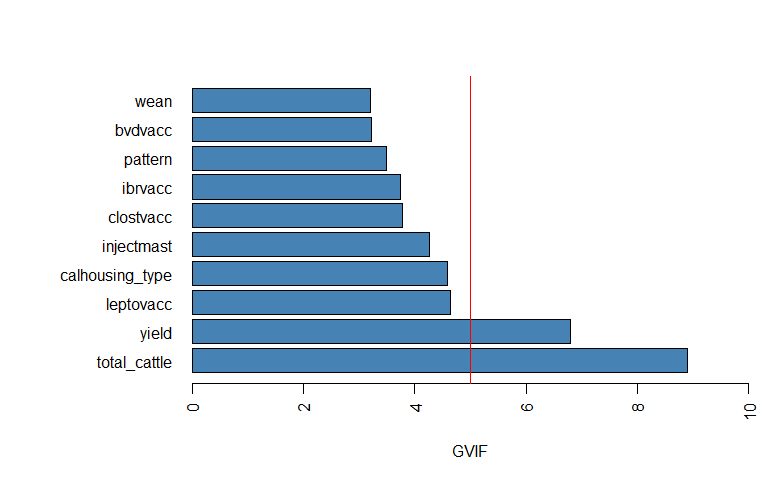 wean
bvdvacc
pattern
ibrvacc
clostvacc
injectmast
calhousing_type
leptovacc
yield
total_cattle
0 2 4 6 8 10
GVIF